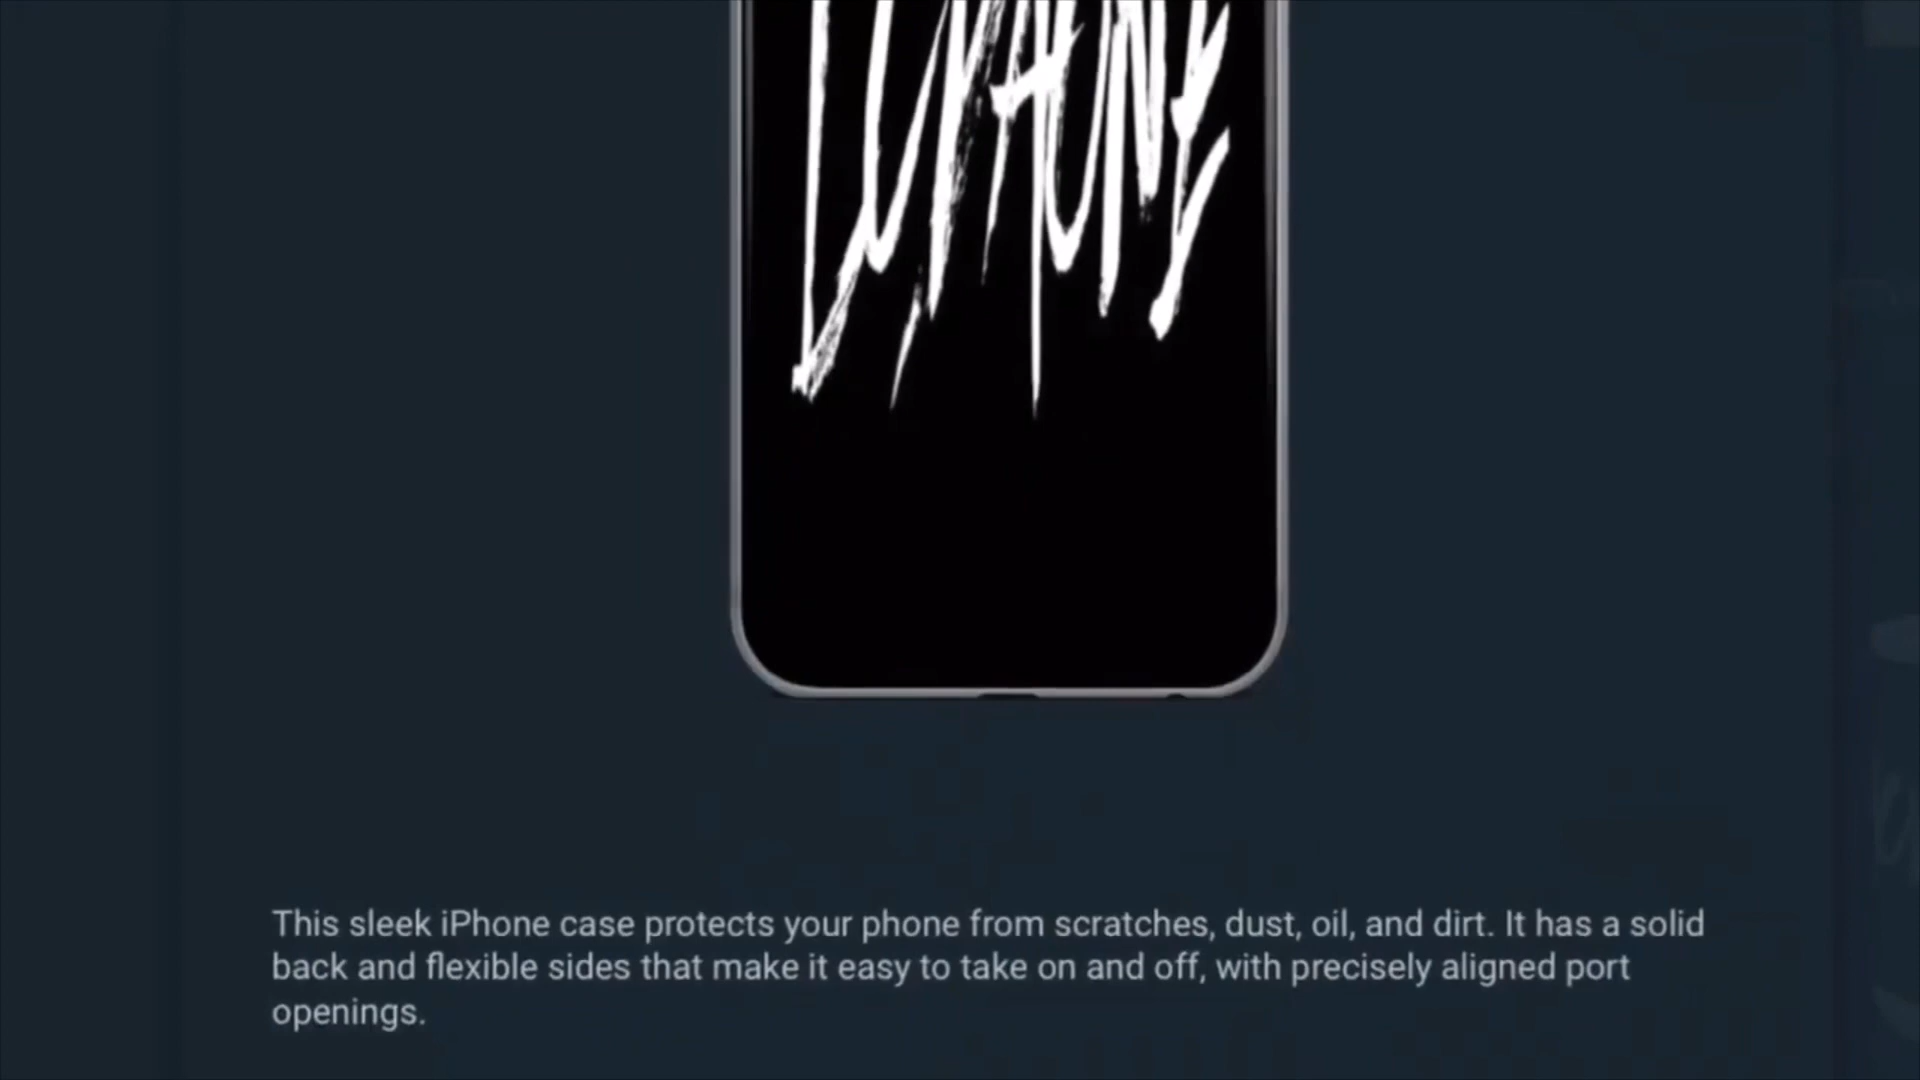 This sleek iPhone case protects your phone from scratches, dust, oil, and dirt. It has a solid
back and flexible sides that make it easy to take on and off, with precisely aligned port
openings.